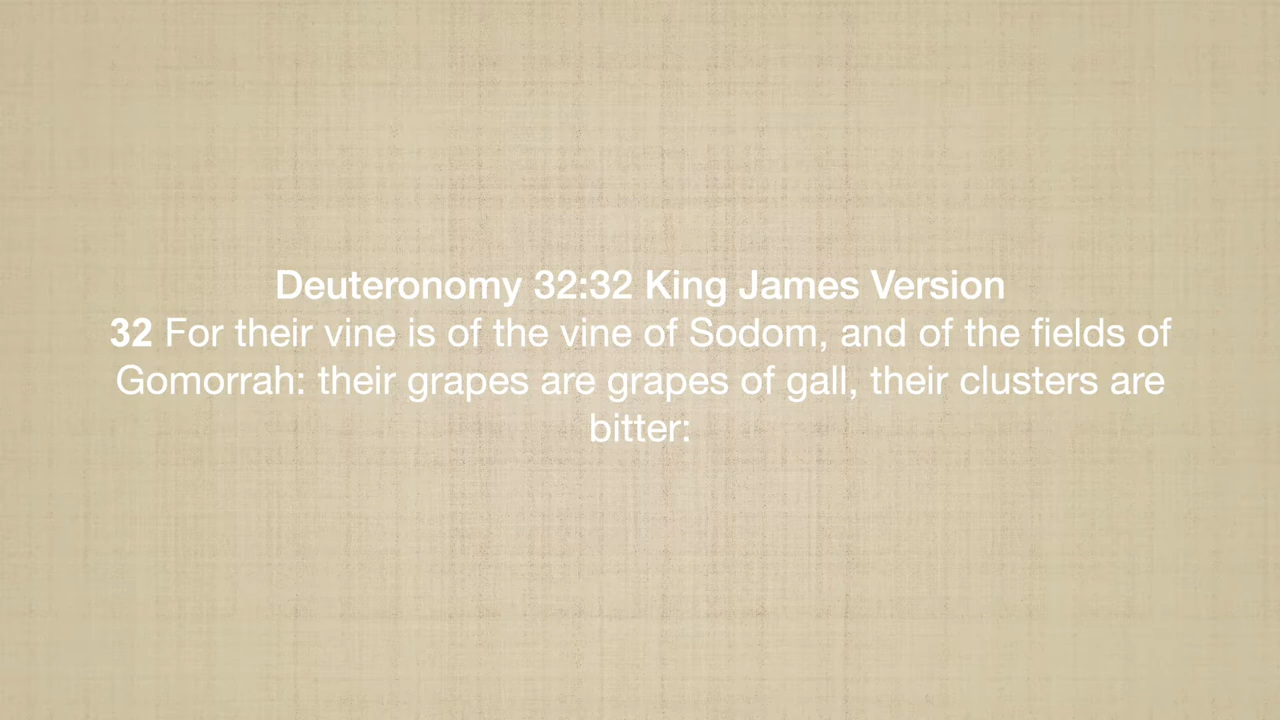 Deuteronomy 32:32 King James Version
32 For their vine is of the vine of Sodom, and of the fields of
Gomorrah: their grapes are grapes of gall, their clusters are
bitter: